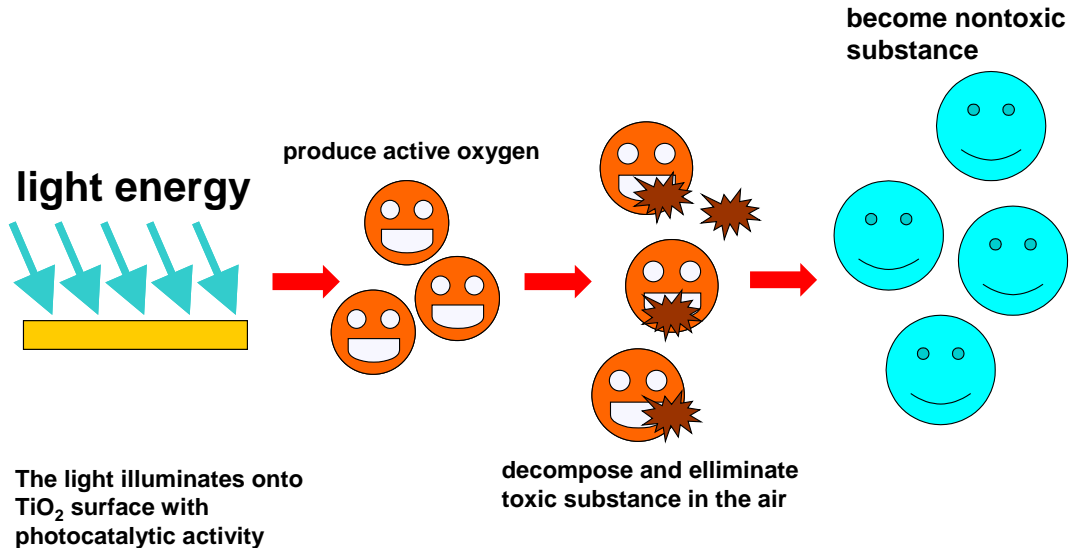 light energy
The light illuminates onto
TiO₂ surface with
photocatalytic activity
produce active oxygen
decompose and elliminate
toxic substance in the air
become nontoxic
substance